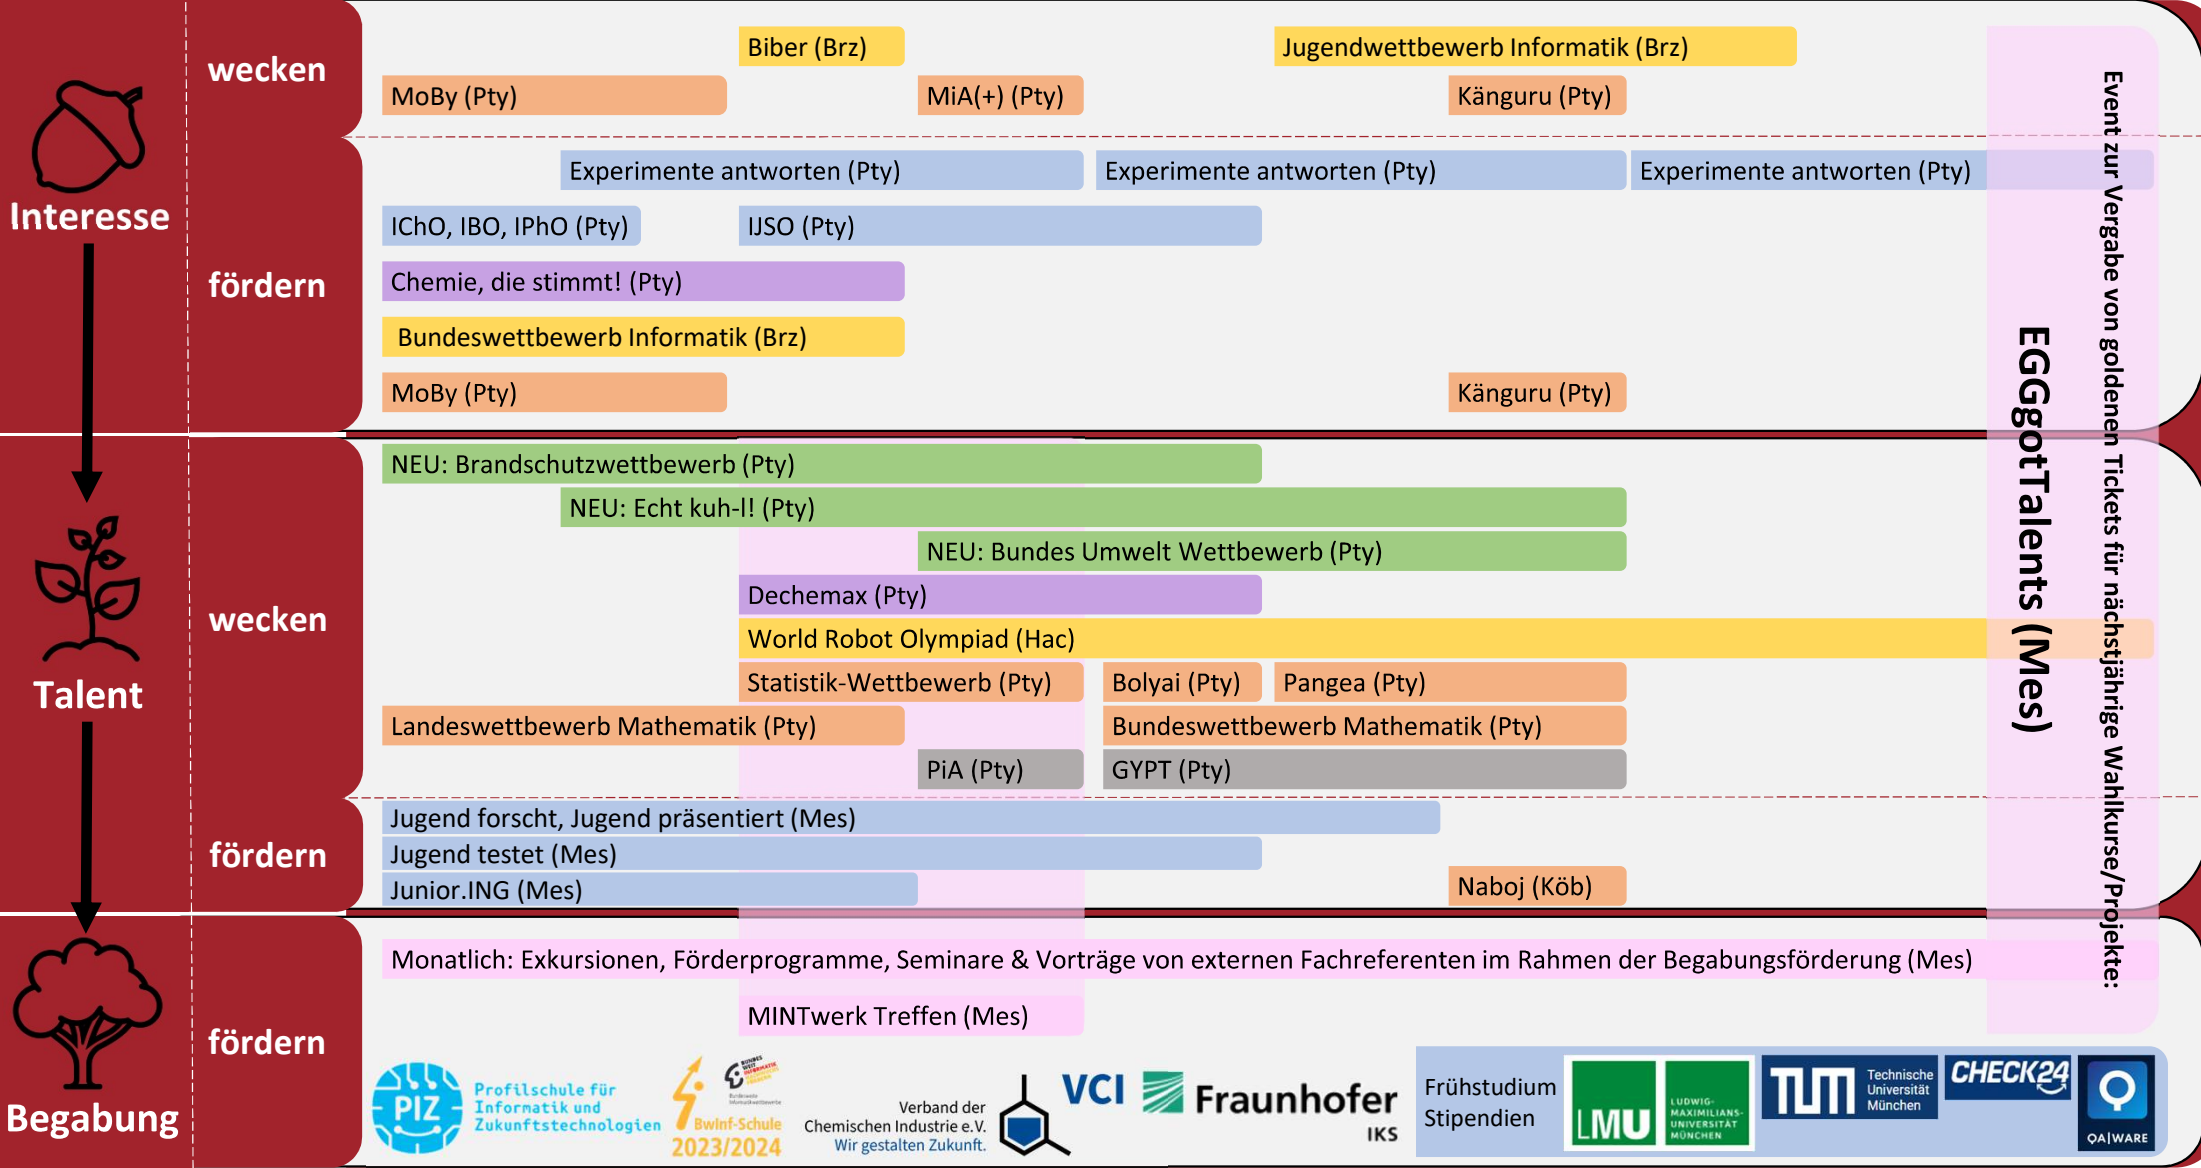 wecken
Biber (Brz)
Jugendwettbewerb Informatik (Brz)
MoBy (Pty)
MiA(+) (Pty)
Känguru (Pty)
Interesse
fördern
Experimente antworten (Pty)
Experimente antworten (Pty)
Experimente antworten (Pty)
IChO, IBO, IPhO (Pty)
IJSO (Pty)
Chemie, die stimmt! (Pty)
Bundeswettbewerb Informatik (Brz)
MoBy (Pty)
Känguru (Pty)
EGGgotTalents (Mes)
Event zur Vergabe von goldenen Tickets für nächstjährige Wahlkurse/Projekte:
Talent
wecken
NEU: Brandschutzwettbewerb (Pty)
NEU: Echt kuh-l! (Pty)
NEU: Bundes Umwelt Wettbewerb (Pty)
Dechemax (Pty)
World Robot Olympiad (Hac)
Statistik-Wettbewerb (Pty)
Bolyai (Pty)
Pangea (Pty)
Landeswettbewerb Mathematik (Pty)
Bundeswettbewerb Mathematik (Pty)
PiA (Pty)
GYPT (Pty)
fördern
Jugend forscht, Jugend präsentiert (Mes)
Jugend testet (Mes)
Junior.ING (Mes)
Naboj (Köb)
Begabung
fördern
Monatlich: Exkursionen, Förderprogramme, Seminare & Vorträge von externen Fachreferenten im Rahmen der Begabungsförderung (Mes)
MINTwerk Treffen (Mes)
PIZ
Profilschule für
Informatik und
Zukunftstechnologien
BUNDES
WEIT
INFORMATIK
BwInf-Schule
2023/2024
Verband der
Chemischen Industrie e.V.
Wir gestalten Zukunft.
VCI
Fraunhofer
IKS
Frühstudium
Stipendien
LMU
LUDWIG-
MAXIMILIANS-
UNIVERSITÄT
MÜNCHEN
TUM
Technische
Universität
München
CHECK24
QA|WARE